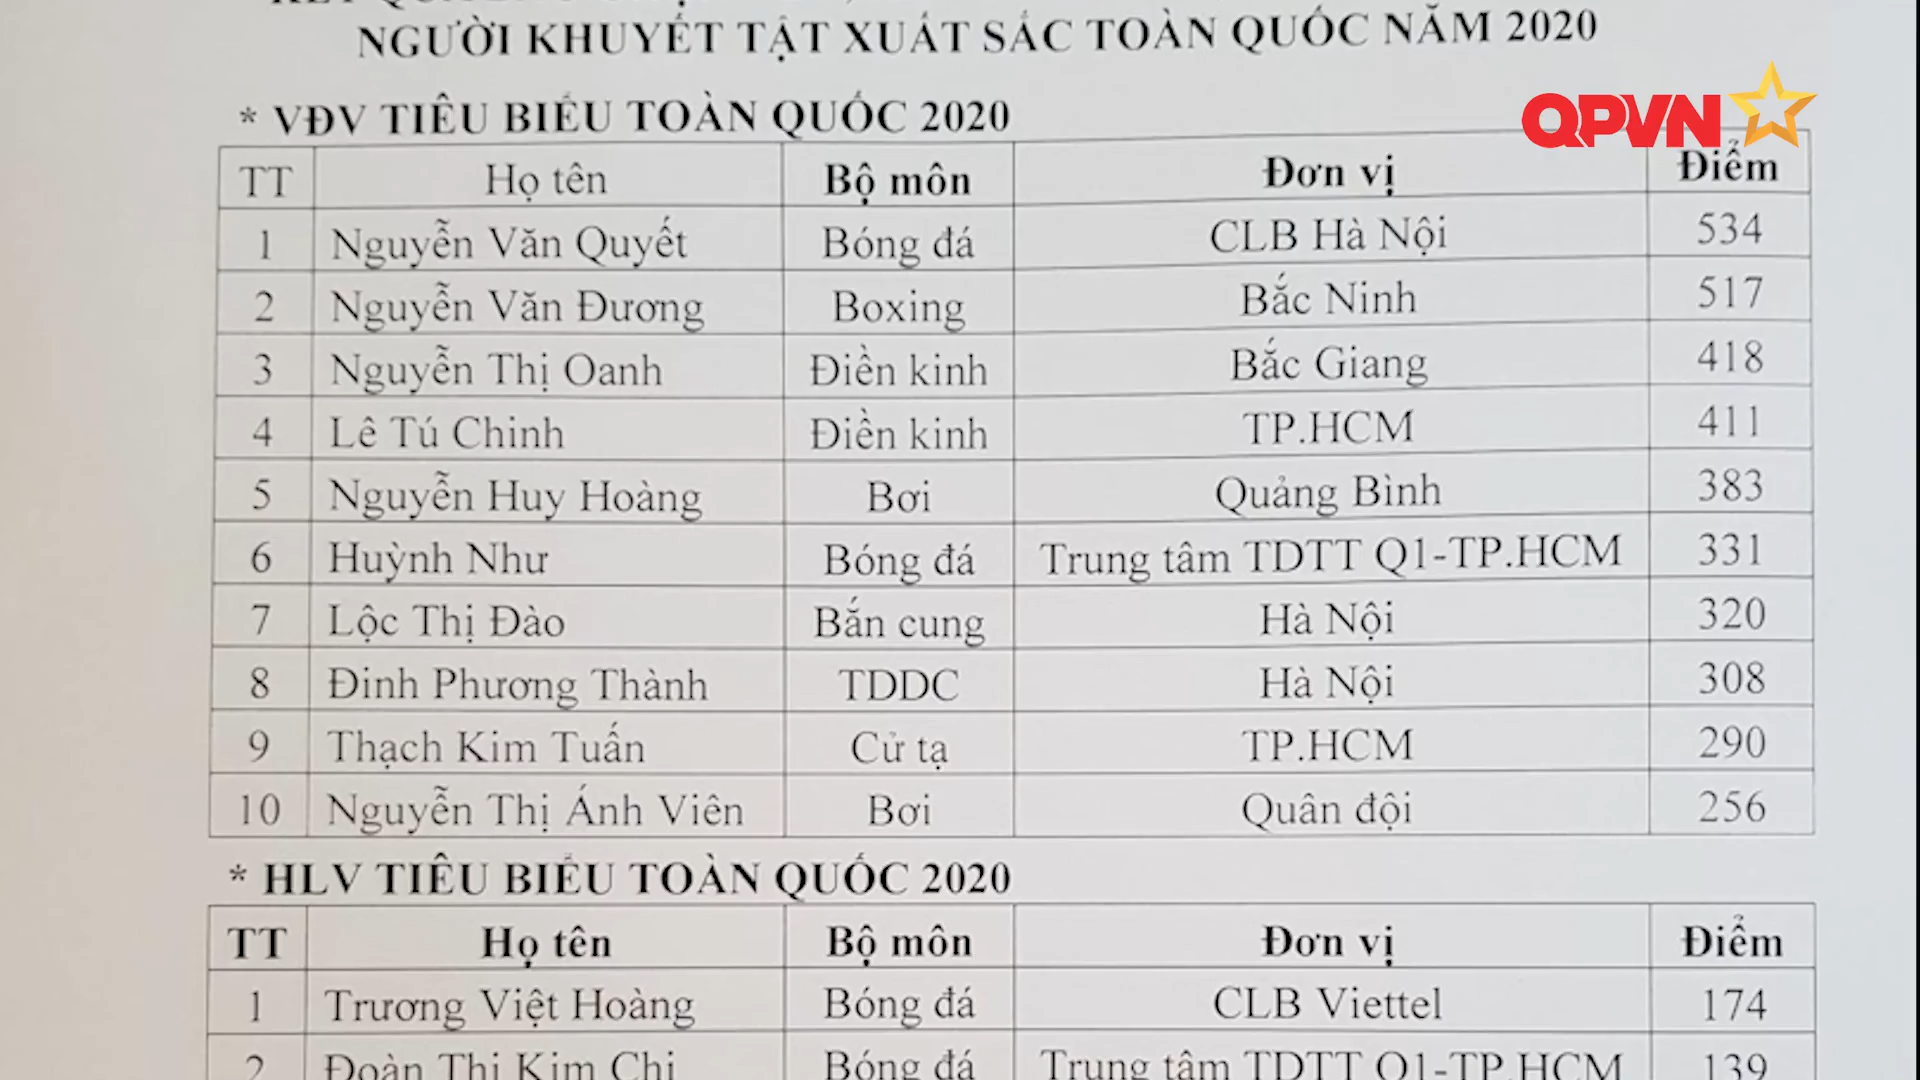 NGƯỜI KHUYẾT TẬT XUẤT SẮC TOÀN QUỐC NĂM 2020
QPVN
* VĐV TIÊU BIỂU TOÀN QUỐC 2020
TT Họ tên Bộ môn Đơn vị Điểm
1 Nguyễn Văn Quyết Bóng đá CLB Hà Nội 534
2 Nguyễn Văn Đương Boxing Bắc Ninh 517
3 Nguyễn Thị Oanh Điền kinh Bắc Giang 418
4 Lê Tú Chinh Điền kinh TP.HCM 411
5 Nguyễn Huy Hoàng Bơi Quảng Bình 383
6 Huỳnh Như Bóng đá Trung tâm TDTT Q1-TP.HCM 331
7 Lộc Thị Đào Bắn cung Hà Nội 320
8 Đinh Phương Thành TDDC Hà Nội 308
9 Thạch Kim Tuấn Cử tạ TP.HCM 290
10 Nguyễn Thị Ánh Viên Bơi Quân đội 256
* HLV TIÊU BIỂU TOÀN QUỐC 2020
TT Họ tên Bộ môn Đơn vị Điểm
1 Trương Việt Hoàng Bóng đá CLB Viettel 174
2 Đoàn Thị Kim Chi Bóng đá Trung tâm TDTT Q1-TP.HCM 139